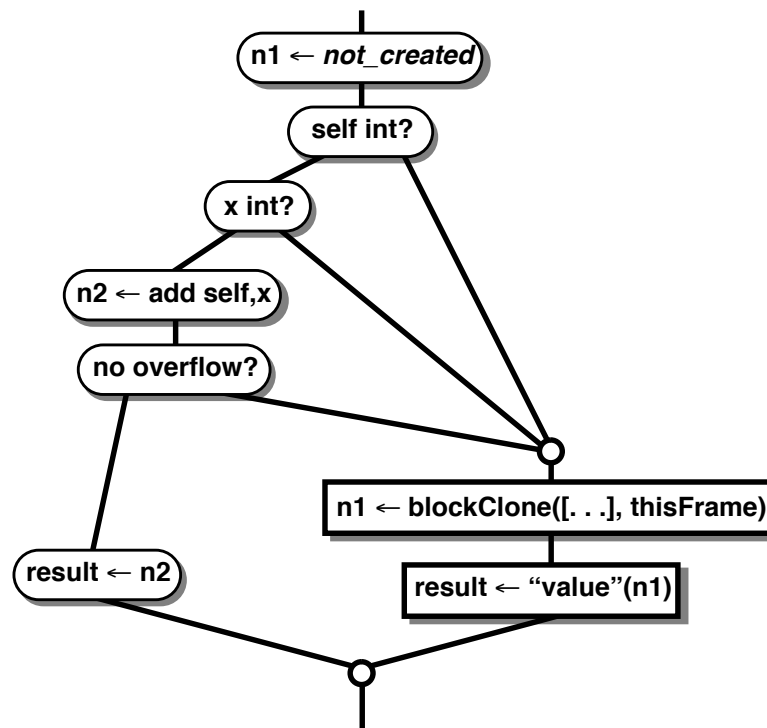 n1 ← not_created
self int?
x int?
n2 ← add self,x
no overflow?
n1 ← blockClone([. . .], thisFrame)
result ← n2
result ← “value”(n1)